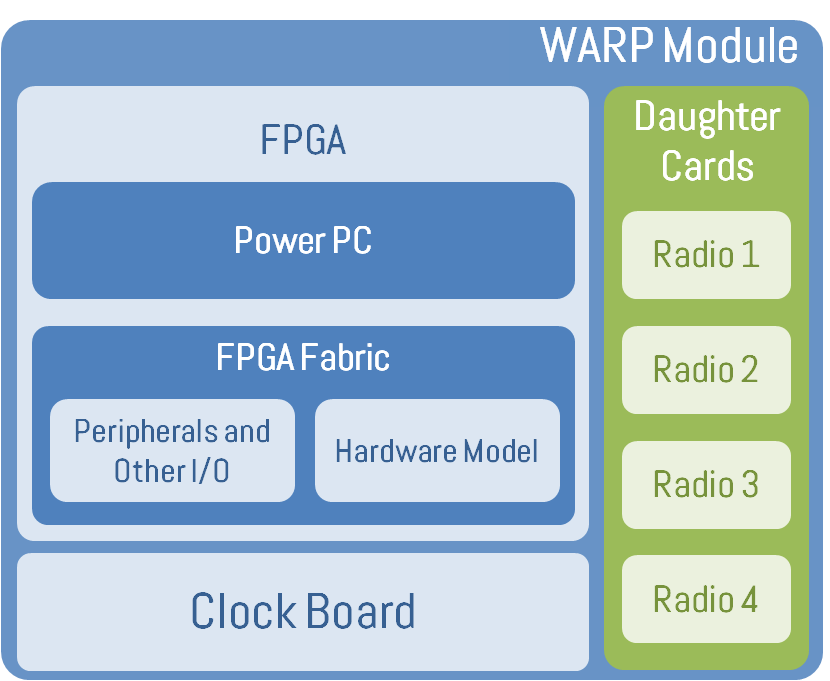 WARP Module
FPGA
Power PC
FPGA Fabric
Peripherals and
Other I/O
Hardware Model
Clock Board
Daughter
Cards
Radio 1
Radio 2
Radio 3
Radio 4